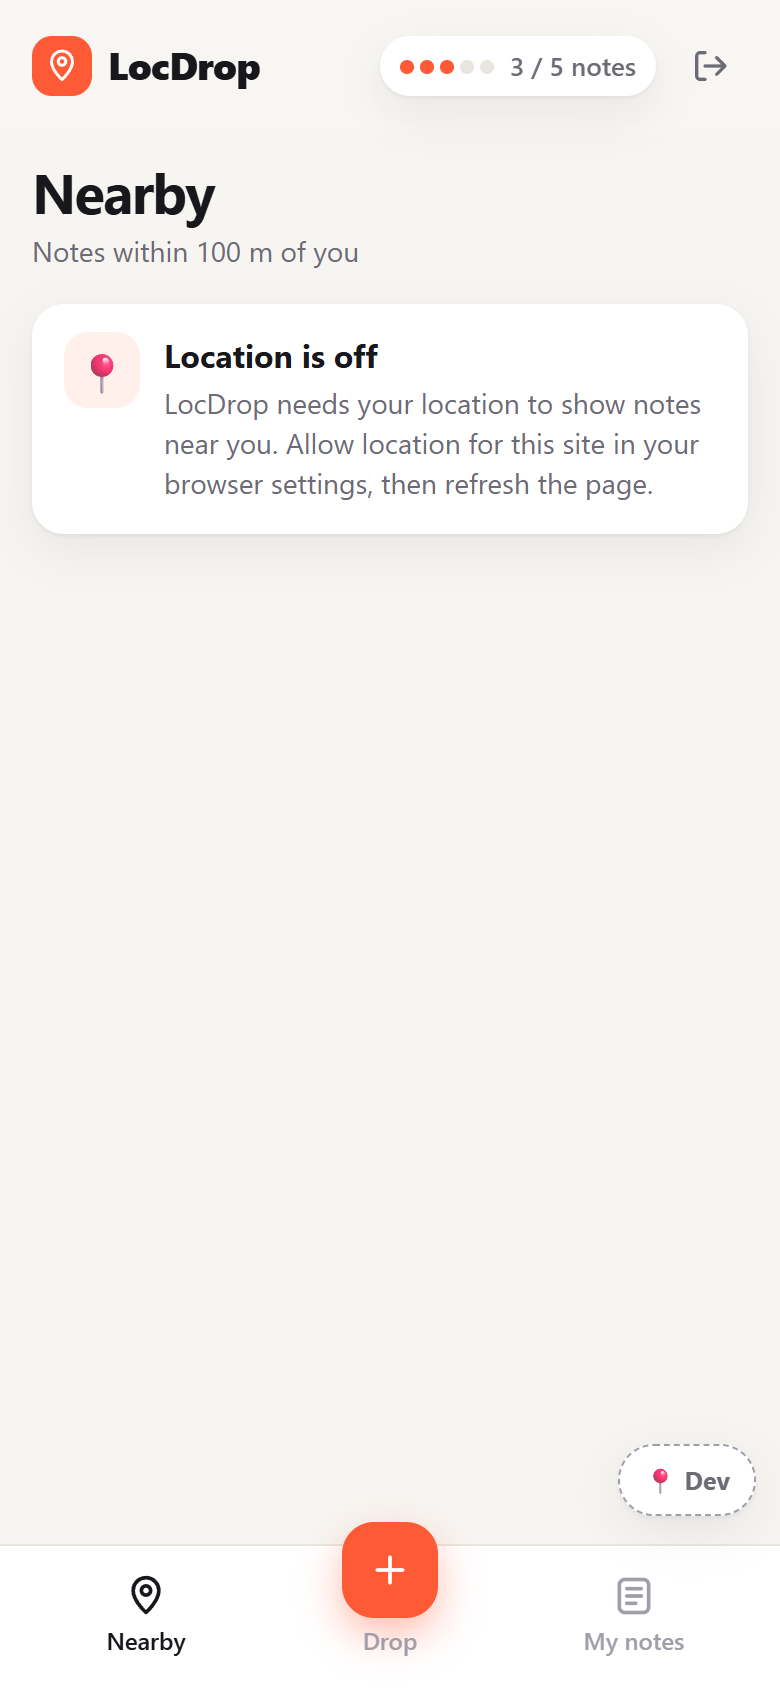 LocDrop
3 / 5 notes
Nearby
Notes within 100 m of you
Location is off
LocDrop needs your location to show notes
near you. Allow location for this site in your
browser settings, then refresh the page.
Dev
Nearby
Drop
My notes